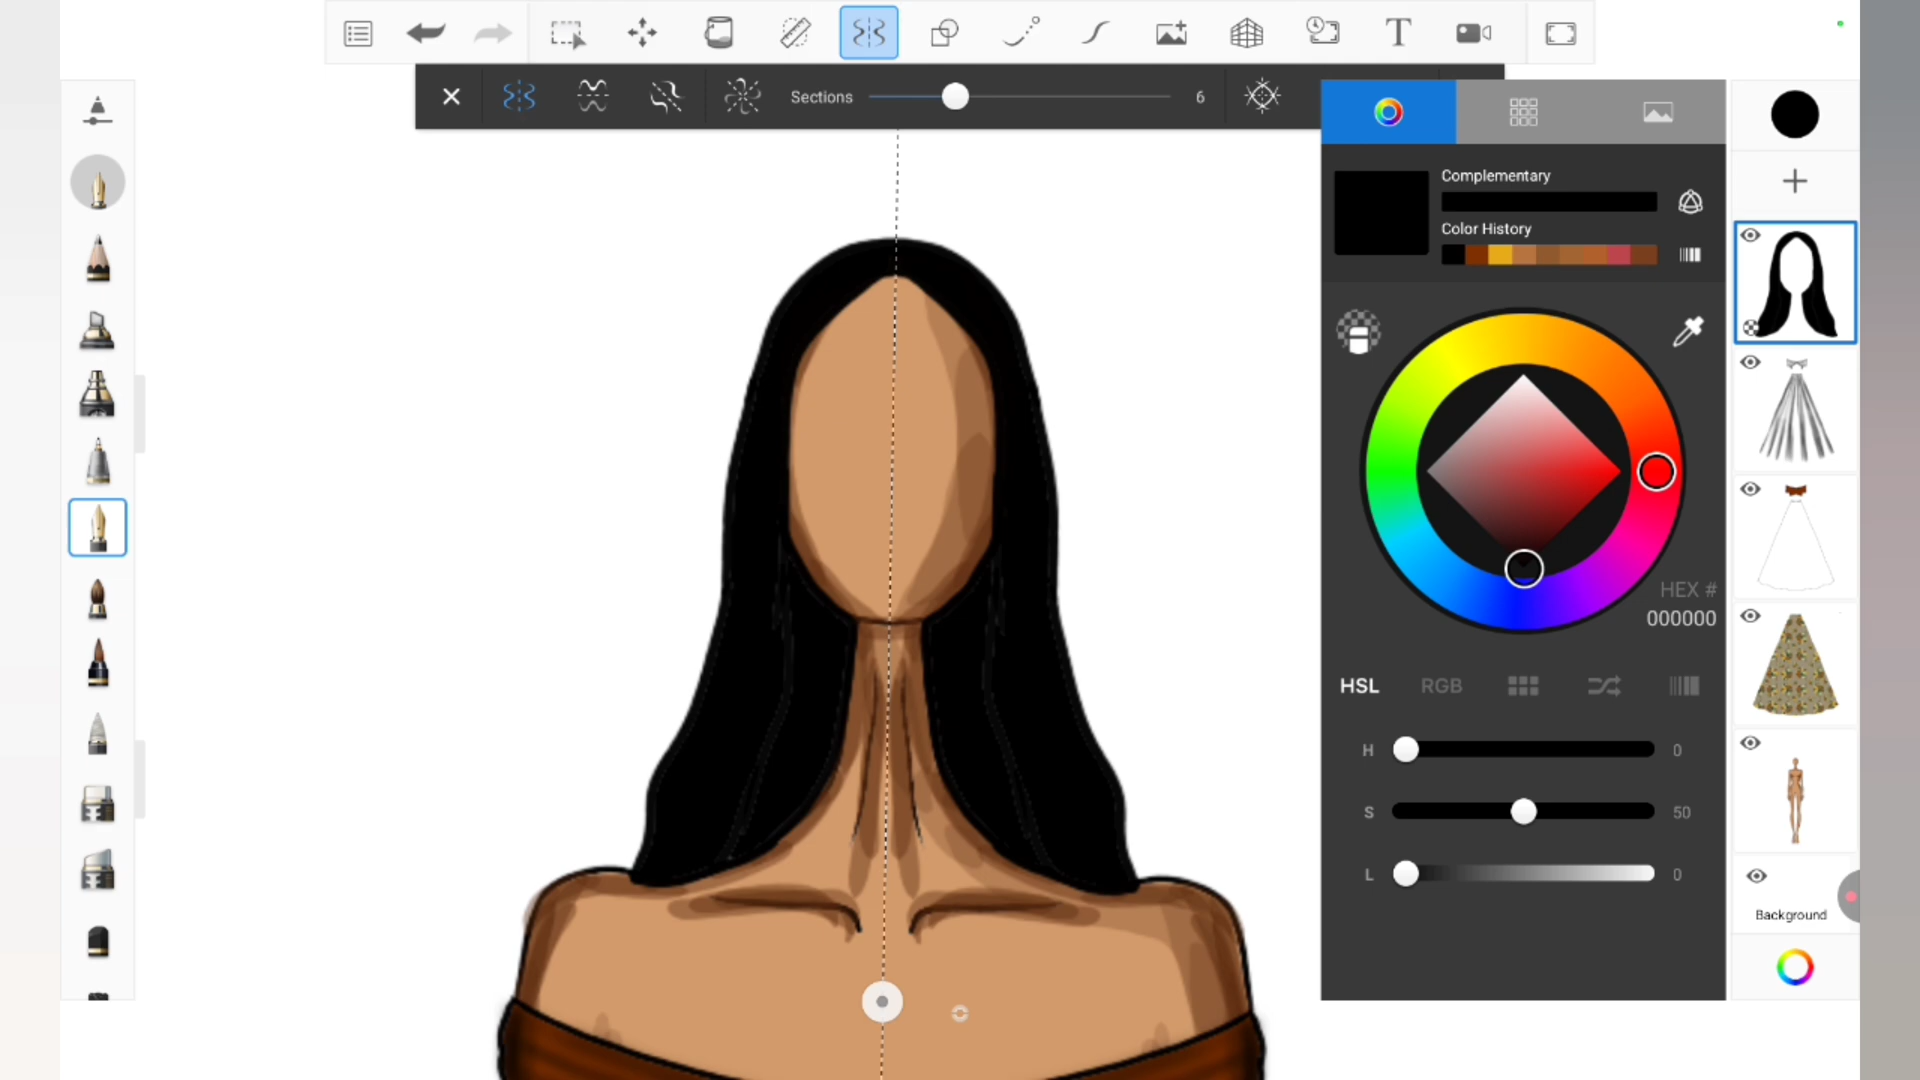 Sections 6
Complementary
Color History
HEX #
000000
HSL RGB
H 0
S 50
L 0
Background